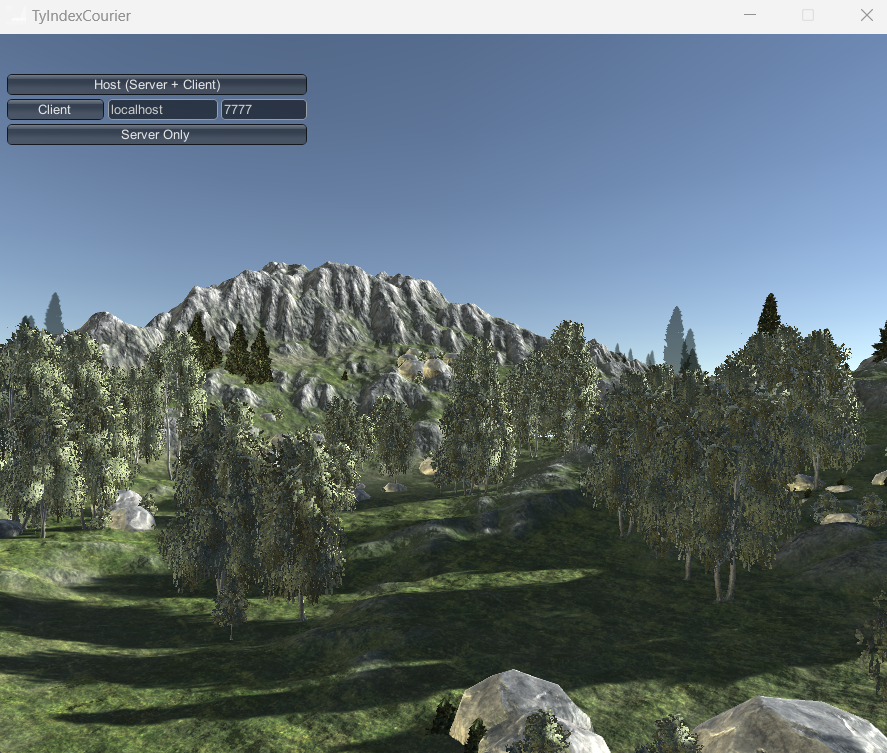 TyIndexCourier
Host (Server + Client)
Client localhost 7777
Server Only